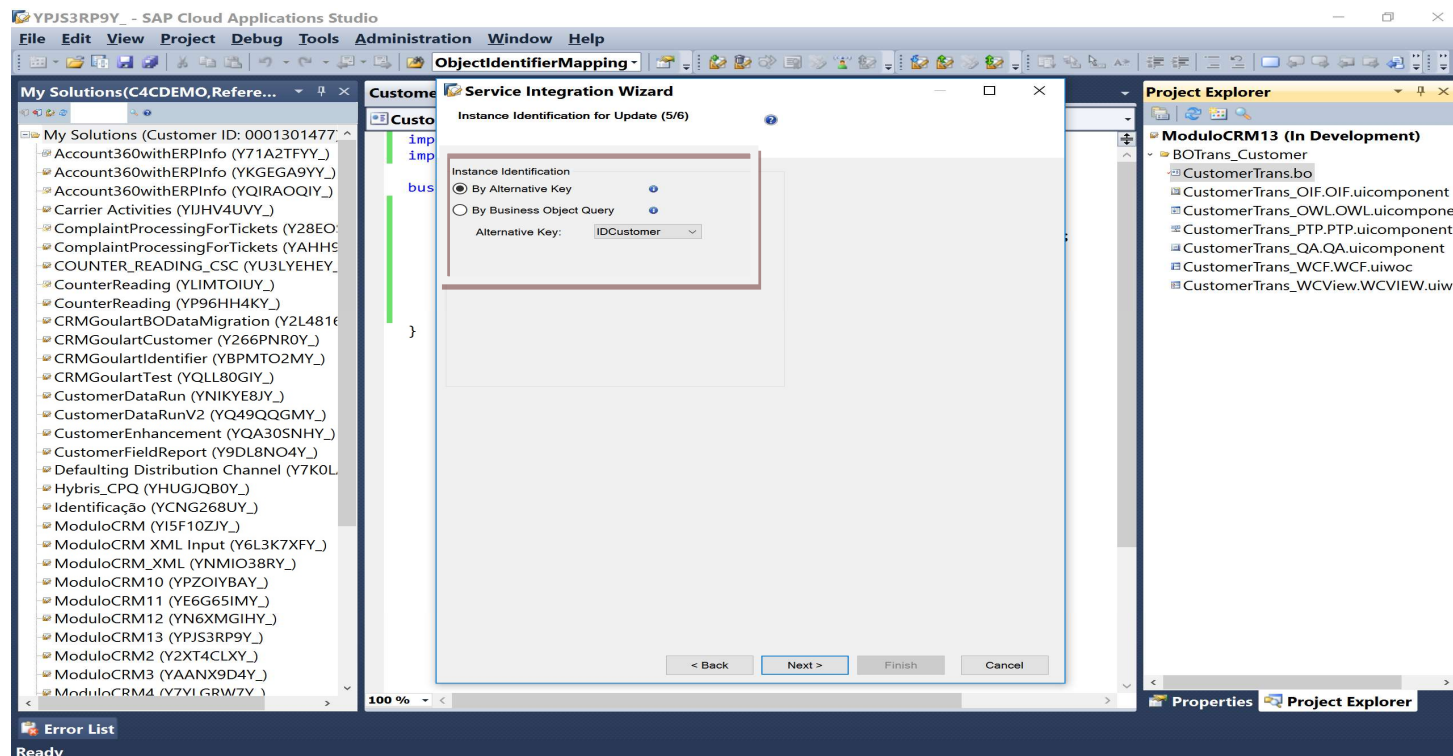 YPJS3RP9Y_ - SAP Cloud Applications Studio
File Edit View Project Debug Tools Administration Window Help
ObjectIdentifierMapping
My Solutions(C4CDEMO,Refere...
My Solutions (Customer ID: 0001301477
Account360withERPInfo (Y71A2TFYY_)
Account360withERPInfo (YKGEGA9YY_)
Account360withERPInfo (YQIRAOQIY_)
Carrier Activities (YIJHV4UVY_)
ComplaintProcessingForTickets (Y28EO
ComplaintProcessingForTickets (YAHH9
COUNTER_READING_CSC (YU3LYEHEY_
CounterReading (YLIMTOIUY_)
CounterReading (YP96HH4KY_)
CRMGoulartBODataMigration (Y2L4816
CRMGoulartCustomer (Y266PNR0Y_)
CRMGoulartIdentifier (YBPMTO2MY_)
CRMGoulartTest (YQLL80GIY_)
CustomerDataRun (YNIKYE8JY_)
CustomerDataRunV2 (YQ49QQGMY_)
CustomerEnhancement (YQA30SNHY_)
CustomerFieldReport (Y9DL8NO4Y_)
Defaulting Distribution Channel (Y7K0L
Hybris_CPQ (YHUGJQB0Y_)
Identificação (YCNG268UY_)
ModuloCRM (YI5F10ZJY_)
ModuloCRM XML Input (Y6L3K7XFY_)
ModuloCRM_XML (YNMIO38RY_)
ModuloCRM10 (YPZOIYBAY_)
ModuloCRM11 (YE6G65IMY_)
ModuloCRM12 (YN6XMGIHY_)
ModuloCRM13 (YPJS3RP9Y_)
ModuloCRM2 (Y2XT4CLXY_)
ModuloCRM3 (YAANX9D4Y_)
ModuloCRM4 (Y7YLGRW7Y_)
Custome
Custo
imp
imp
bus
;
}
100 %
Service Integration Wizard
Instance Identification for Update (5/6)
Instance Identification
By Alternative Key
By Business Object Query
Alternative Key: IDCustomer
< Back Next > Finish Cancel
Project Explorer
ModuloCRM13 (In Development)
BOTrans_Customer
CustomerTrans.bo
CustomerTrans_OIF.OIF.uicomponent
CustomerTrans_OWL.OWL.uicompone
CustomerTrans_PTP.PTP.uicomponent
CustomerTrans_QA.QA.uicomponent
CustomerTrans_WCF.WCF.uiwoc
CustomerTrans_WCView.WCVIEW.uiw
Properties Project Explorer
Error List
Ready